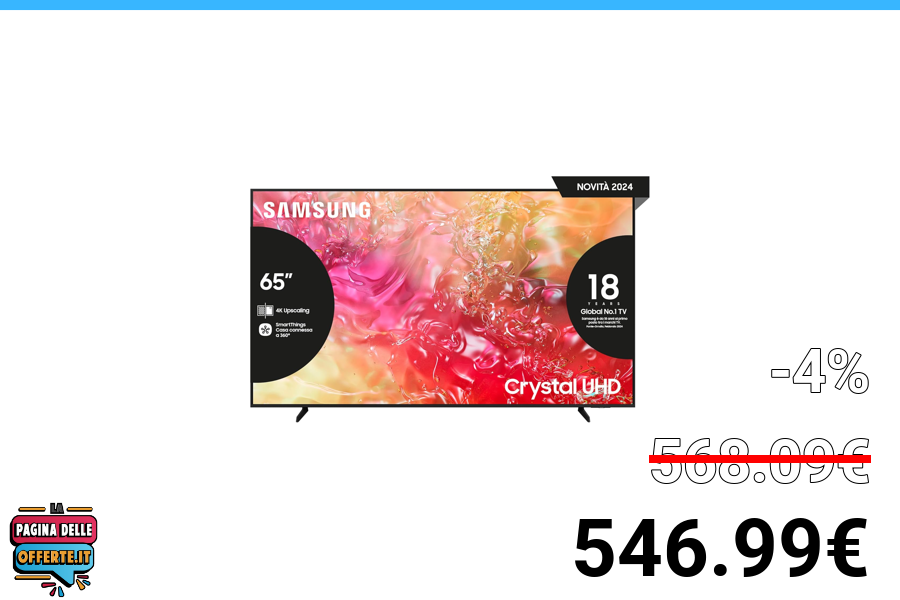 NOVITÀ 2024
SAMSUNG
65"
4K Upscaling
SmartThings
Casa connessa
a 360°
18
YEARS
Global No.1 TV
Crystal UHD
-4%
568.09€
546.99€
LA
PAGINA DELLE
OFFERTE.IT